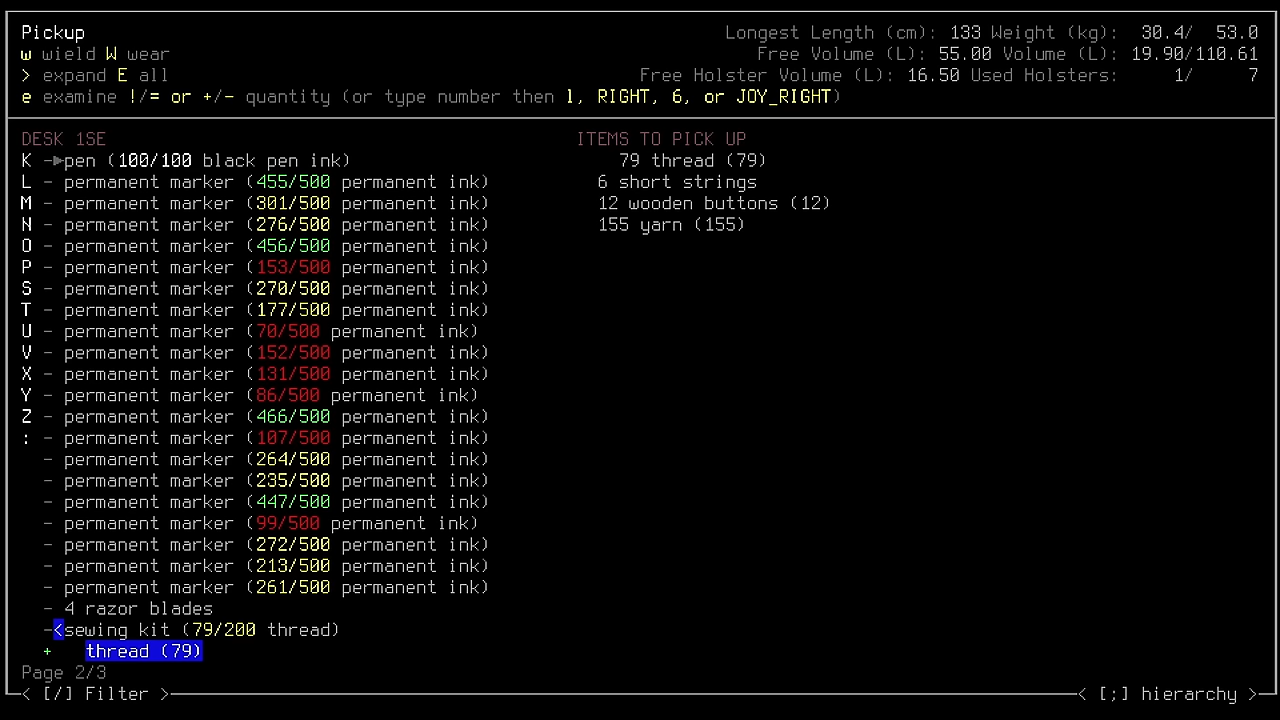 Pickup
w wield W wear
> expand E all
e examine !/= or +/- quantity (or type number then l, RIGHT, 6, or JOY_RIGHT)
Longest Length (cm): 133 Weight (kg): 30.4/ 53.0
Free Volume (L): 55.00 Volume (L): 19.90/110.61
Free Holster Volume (L): 16.50 Used Holsters: 1/ 7
DESK 1SE
K -▶pen (100/100 black pen ink)
L - permanent marker (455/500 permanent ink)
M - permanent marker (301/500 permanent ink)
N - permanent marker (276/500 permanent ink)
O - permanent marker (456/500 permanent ink)
P - permanent marker (153/500 permanent ink)
S - permanent marker (270/500 permanent ink)
T - permanent marker (177/500 permanent ink)
U - permanent marker (70/500 permanent ink)
V - permanent marker (152/500 permanent ink)
X - permanent marker (131/500 permanent ink)
Y - permanent marker (86/500 permanent ink)
Z - permanent marker (466/500 permanent ink)
: - permanent marker (107/500 permanent ink)
- permanent marker (264/500 permanent ink)
- permanent marker (235/500 permanent ink)
- permanent marker (447/500 permanent ink)
- permanent marker (99/500 permanent ink)
- permanent marker (272/500 permanent ink)
- permanent marker (213/500 permanent ink)
- permanent marker (261/500 permanent ink)
- 4 razor blades
-<sewing kit (79/200 thread)
+ thread (79)
Page 2/3
ITEMS TO PICK UP
79 thread (79)
6 short strings
12 wooden buttons (12)
155 yarn (155)
< [/] Filter >
< [;] hierarchy >